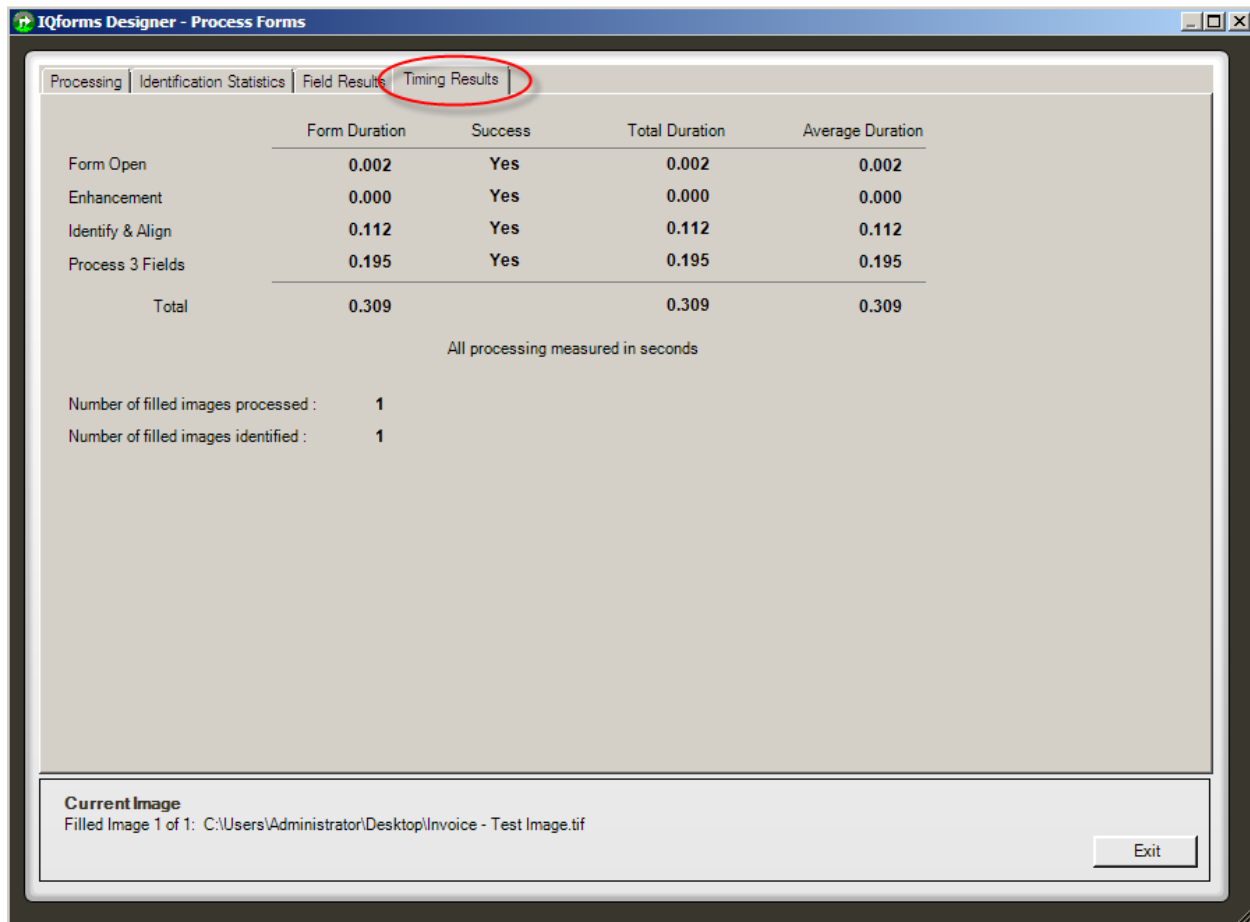 IQforms Designer - Process Forms
Processing Identification Statistics Field Results Timing Results
Form Duration Success Total Duration Average Duration
Form Open 0.002 Yes 0.002 0.002
Enhancement 0.000 Yes 0.000 0.000
Identify & Align 0.112 Yes 0.112 0.112
Process 3 Fields 0.195 Yes 0.195 0.195
Total 0.309 0.309 0.309
All processing measured in seconds
Number of filled images processed : 1
Number of filled images identified : 1
Current Image
Filled Image 1 of 1: C:\Users\Administrator\Desktop\Invoice - Test Image.tif
Exit